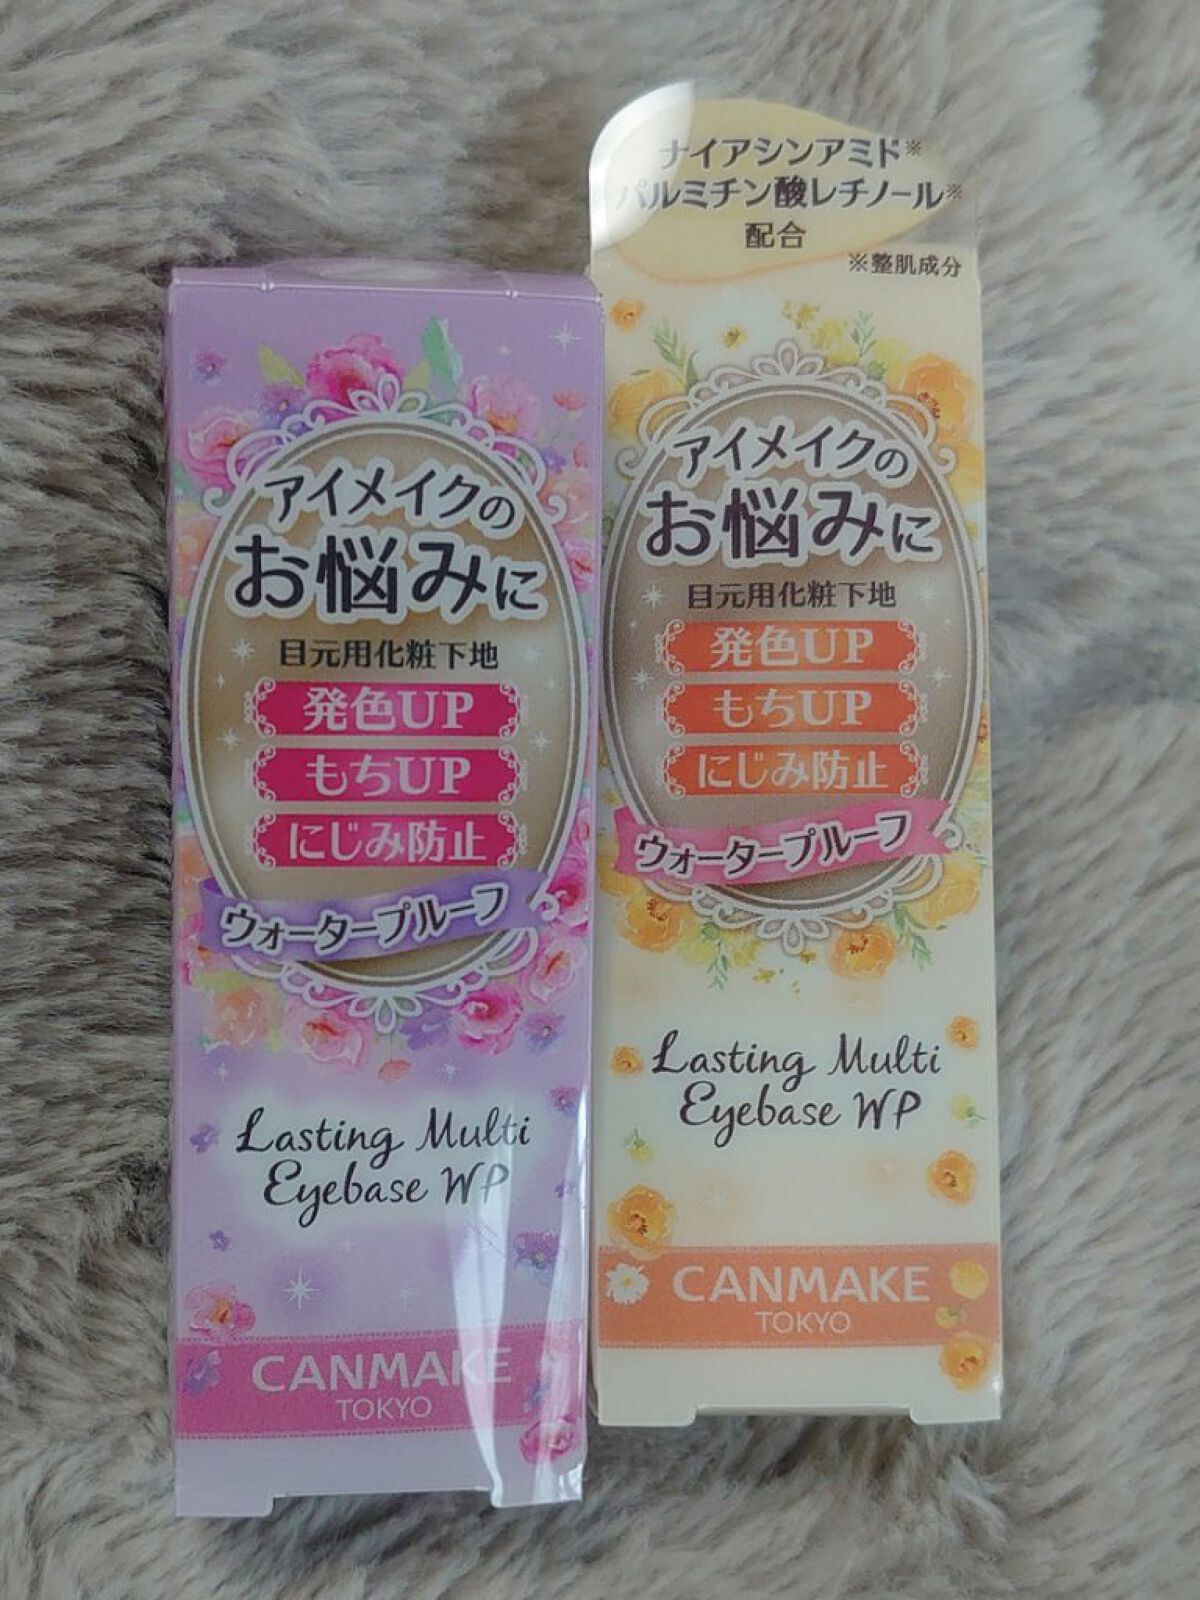 アイメイクの
お悩みに
目元用化粧下地
発色UP
もちUP
にじみ防止
ウォータープルーフ
Lasting Multi
Eyebase WP
CANMAKE
TOKYO
ナイアシンアミド※
パルミチン酸レチノール※
配合
※整肌成分
アイメイクの
お悩みに
目元用化粧下地
発色UP
もちUP
にじみ防止
ウォータープルーフ
Lasting Multi
Eyebase WP
CANMAKE
TOKYO